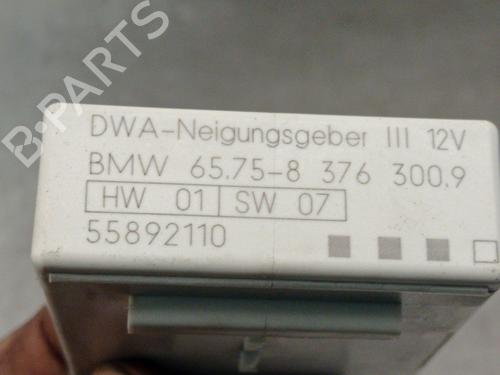 DWA-Neigungsgeber III 12V
BMW 65.75-8 376 300.9
HW 01 SW 07
55892110
B-PARTS